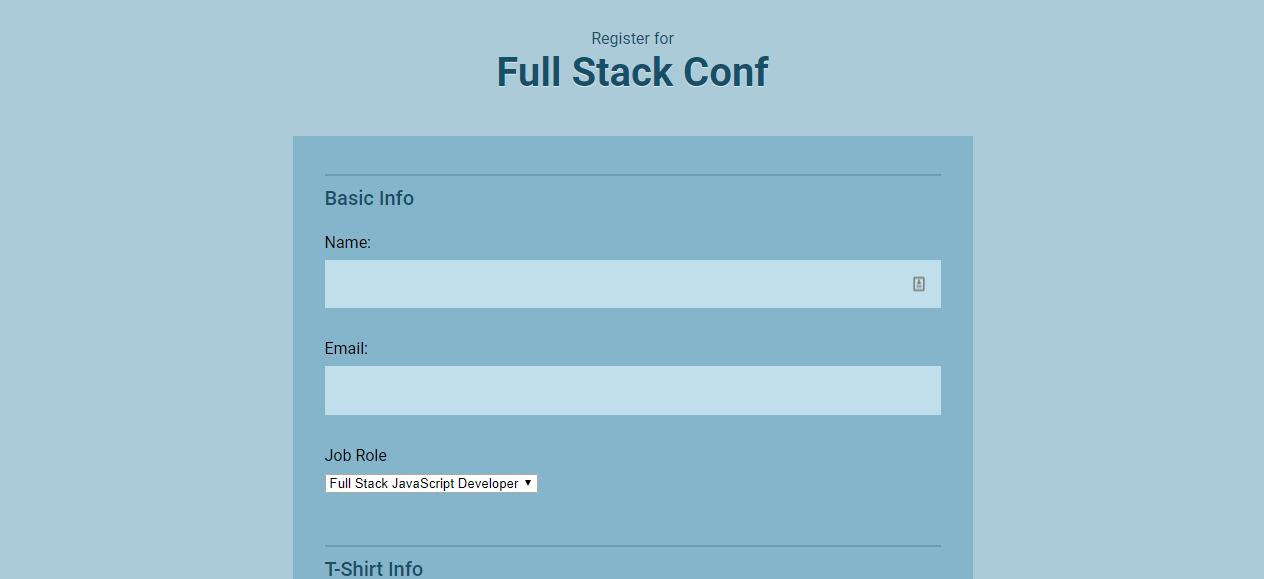 Register for
Full Stack Conf
Basic Info
Name:
Email:
Job Role
Full Stack JavaScript Developer
T-Shirt Info